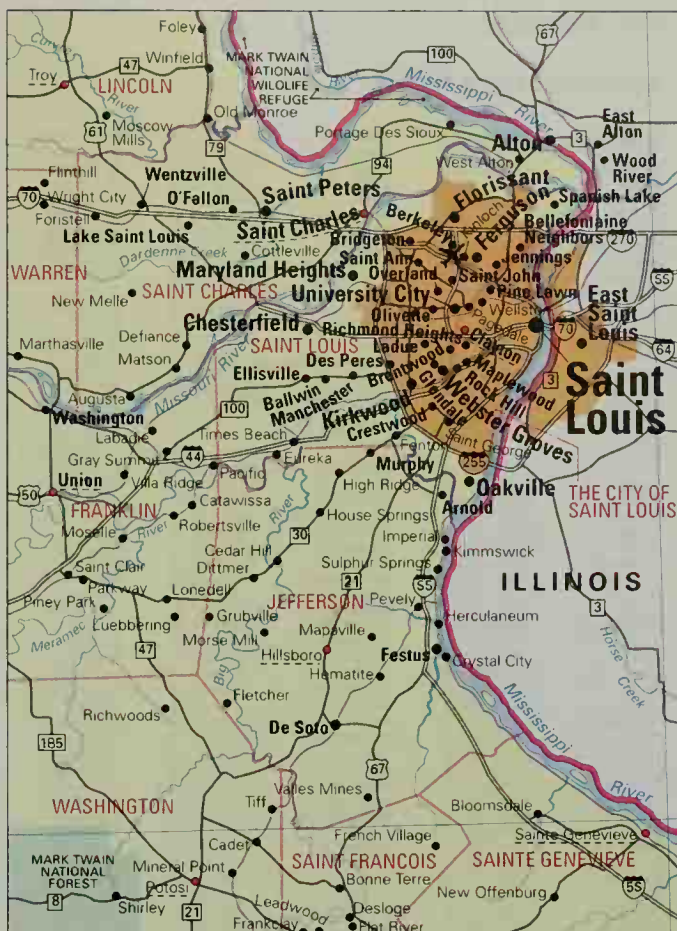 Foley
67
Cuivre
River
47
Winfield
MARK TWAIN
NATIONAL
WILDLIFE
REFUGE
100
Mississippi
River
Troy
LINCOLN
River
Old Monroe
Moscow
Mills
61
79
Portage Des Sioux
94
Alton
3
East
Alton
West Alton
Wood
River
Flinthill
Wentzville
70
Wright City
O'Fallon
Saint Peters
Florissant
Spanish Lake
Foristell
Saint Charles
Berkeley
Kinloch
Ferguson
Bellefontaine
Neighbors
Lake Saint Louis
Bridgeton
270
Dardenne Creek
Cottleville
Saint Ann
Jennings
WARREN
Maryland Heights
Overland
Saint John
55
New Melle
SAINT CHARLES
University City
Pine Lawn
East
Saint
Louis
Chesterfield
Olivette
Wellston
Pagedale
70
Marthasville
Defiance
SAINT LOUIS
Richmond Heights
Clayton
64
Matson
Ladue
Des Peres
Brentwood
Maplewood
3
Saint
Louis
Missouri River
Ellisville
Rock Hill
Augusta
Ballwin
Manchester
Glendale
Webster Groves
Washington
100
Kirkwood
Labadie
Times Beach
Crestwood
Saint George
Gray Summit
44
Eureka
Fenton
Union
Villa Ridge
Pacific
Murphy
255
Oakville
50
Catawissa
High Ridge
THE CITY OF
SAINT LOUIS
FRANKLIN
River
Arnold
Moselle
River
Robertsville
House Springs
Imperial
30
Cedar Hill
Kimmswick
Saint Clair
Dittmer
Sulphur Springs
Parkway
Lonedell
21
55
ILLINOIS
Piney Park
JEFFERSON
Pevely
3
Luebbering
Grubville
Herculaneum
Meramec
Morse Mill
Mapaville
Horse
Creek
47
Hillsboro
Festus
Crystal City
Big
Hematite
Mississippi
River
Fletcher
Richwoods
De Soto
185
67
Valles Mines
WASHINGTON
Tiff
Bloomsdale
Cadet
French Village
Sainte Genevieve
MARK TWAIN
NATIONAL
FOREST
Mineral Point
SAINT FRANCOIS
SAINTE GENEVIEVE
Potosi
Bonne Terre
55
8
Shirley
New Offenburg
21
Leadwood
Desloge
Frankclay
Flat River